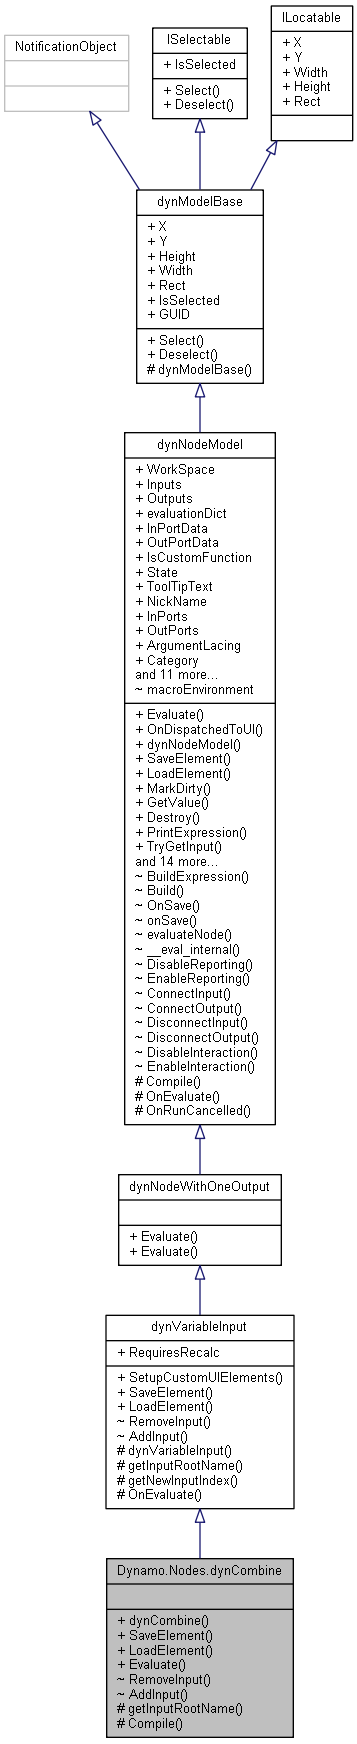 NotificationObject
ISelectable
+ IsSelected
+ Select()
+ Deselect()
ILocatable
+ X
+ Y
+ Width
+ Height
+ Rect
dynModelBase
+ X
+ Y
+ Height
+ Width
+ Rect
+ IsSelected
+ GUID
+ Select()
+ Deselect()
# dynModelBase()
dynNodeModel
+ WorkSpace
+ Inputs
+ Outputs
+ evaluationDict
+ InPortData
+ OutPortData
+ IsCustomFunction
+ State
+ ToolTipText
+ NickName
+ InPorts
+ OutPorts
+ ArgumentLacing
+ Category
and 11 more...
~ macroEnvironment
+ Evaluate()
+ OnDispatchedToUI()
+ dynNodeModel()
+ SaveElement()
+ LoadElement()
+ MarkDirty()
+ GetValue()
+ Destroy()
+ PrintExpression()
+ TryGetInput()
and 14 more...
~ BuildExpression()
~ Build()
~ OnSave()
~ onSave()
~ evaluateNode()
~ __eval_internal()
~ DisableReporting()
~ EnableReporting()
~ ConnectInput()
~ ConnectOutput()
~ DisconnectInput()
~ DisconnectOutput()
~ DisableInteraction()
~ EnableInteraction()
# Compile()
# OnEvaluate()
# OnRunCancelled()
dynNodeWithOneOutput
+ Evaluate()
+ Evaluate()
dynVariableInput
+ RequiresRecalc
+ SetupCustomUIElements()
+ SaveElement()
+ LoadElement()
~ RemoveInput()
~ AddInput()
# dynVariableInput()
# getInputRootName()
# getNewInputIndex()
# OnEvaluate()
Dynamo.Nodes.dynCombine
+ dynCombine()
+ SaveElement()
+ LoadElement()
+ Evaluate()
~ RemoveInput()
~ AddInput()
# getInputRootName()
# Compile()